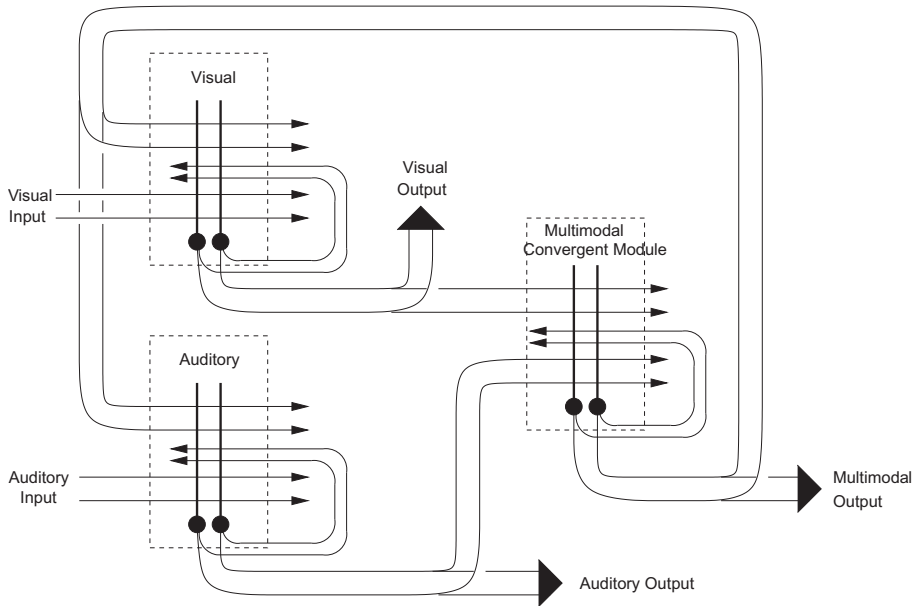 Visual
Visual
Output
Visual
Input
Multimodal
Convergent Module
Auditory
Auditory
Input
Multimodal
Output
Auditory Output